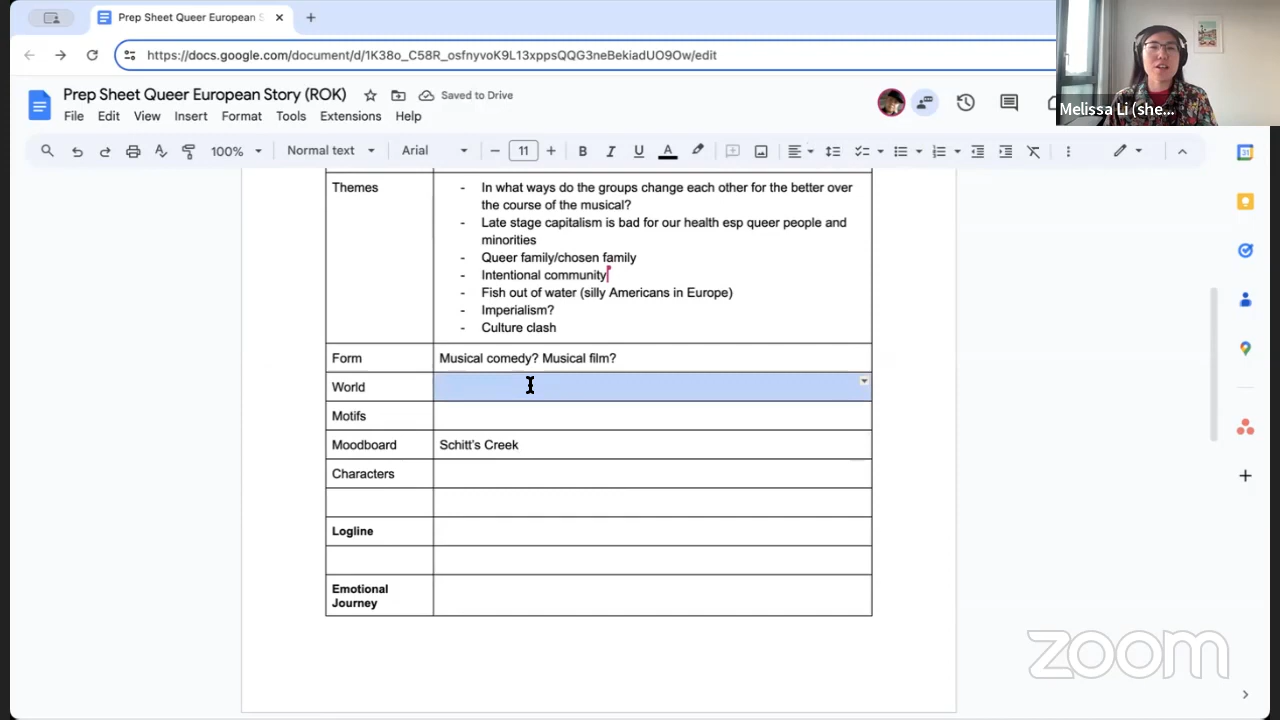 Prep Sheet Queer European S
https://docs.google.com/document/d/1K38o_C58R_osfnyvoK9L13xppsQQG3neBekiadUO9Ow/edit
Prep Sheet Queer European Story (ROK)
Saved to Drive
File Edit View Insert Format Tools Extensions Help
100% Normal text Arial 11 B I U A
Melissa Li (she...
Themes
- In what ways do the groups change each other for the better over
the course of the musical?
- Late stage capitalism is bad for our health esp queer people and
minorities
- Queer family/chosen family
- Intentional community
- Fish out of water (silly Americans in Europe)
- Imperialism?
- Culture clash
Form Musical comedy? Musical film?
World
Motifs
Moodboard Schitt's Creek
Characters
Logline
Emotional
Journey
zoom